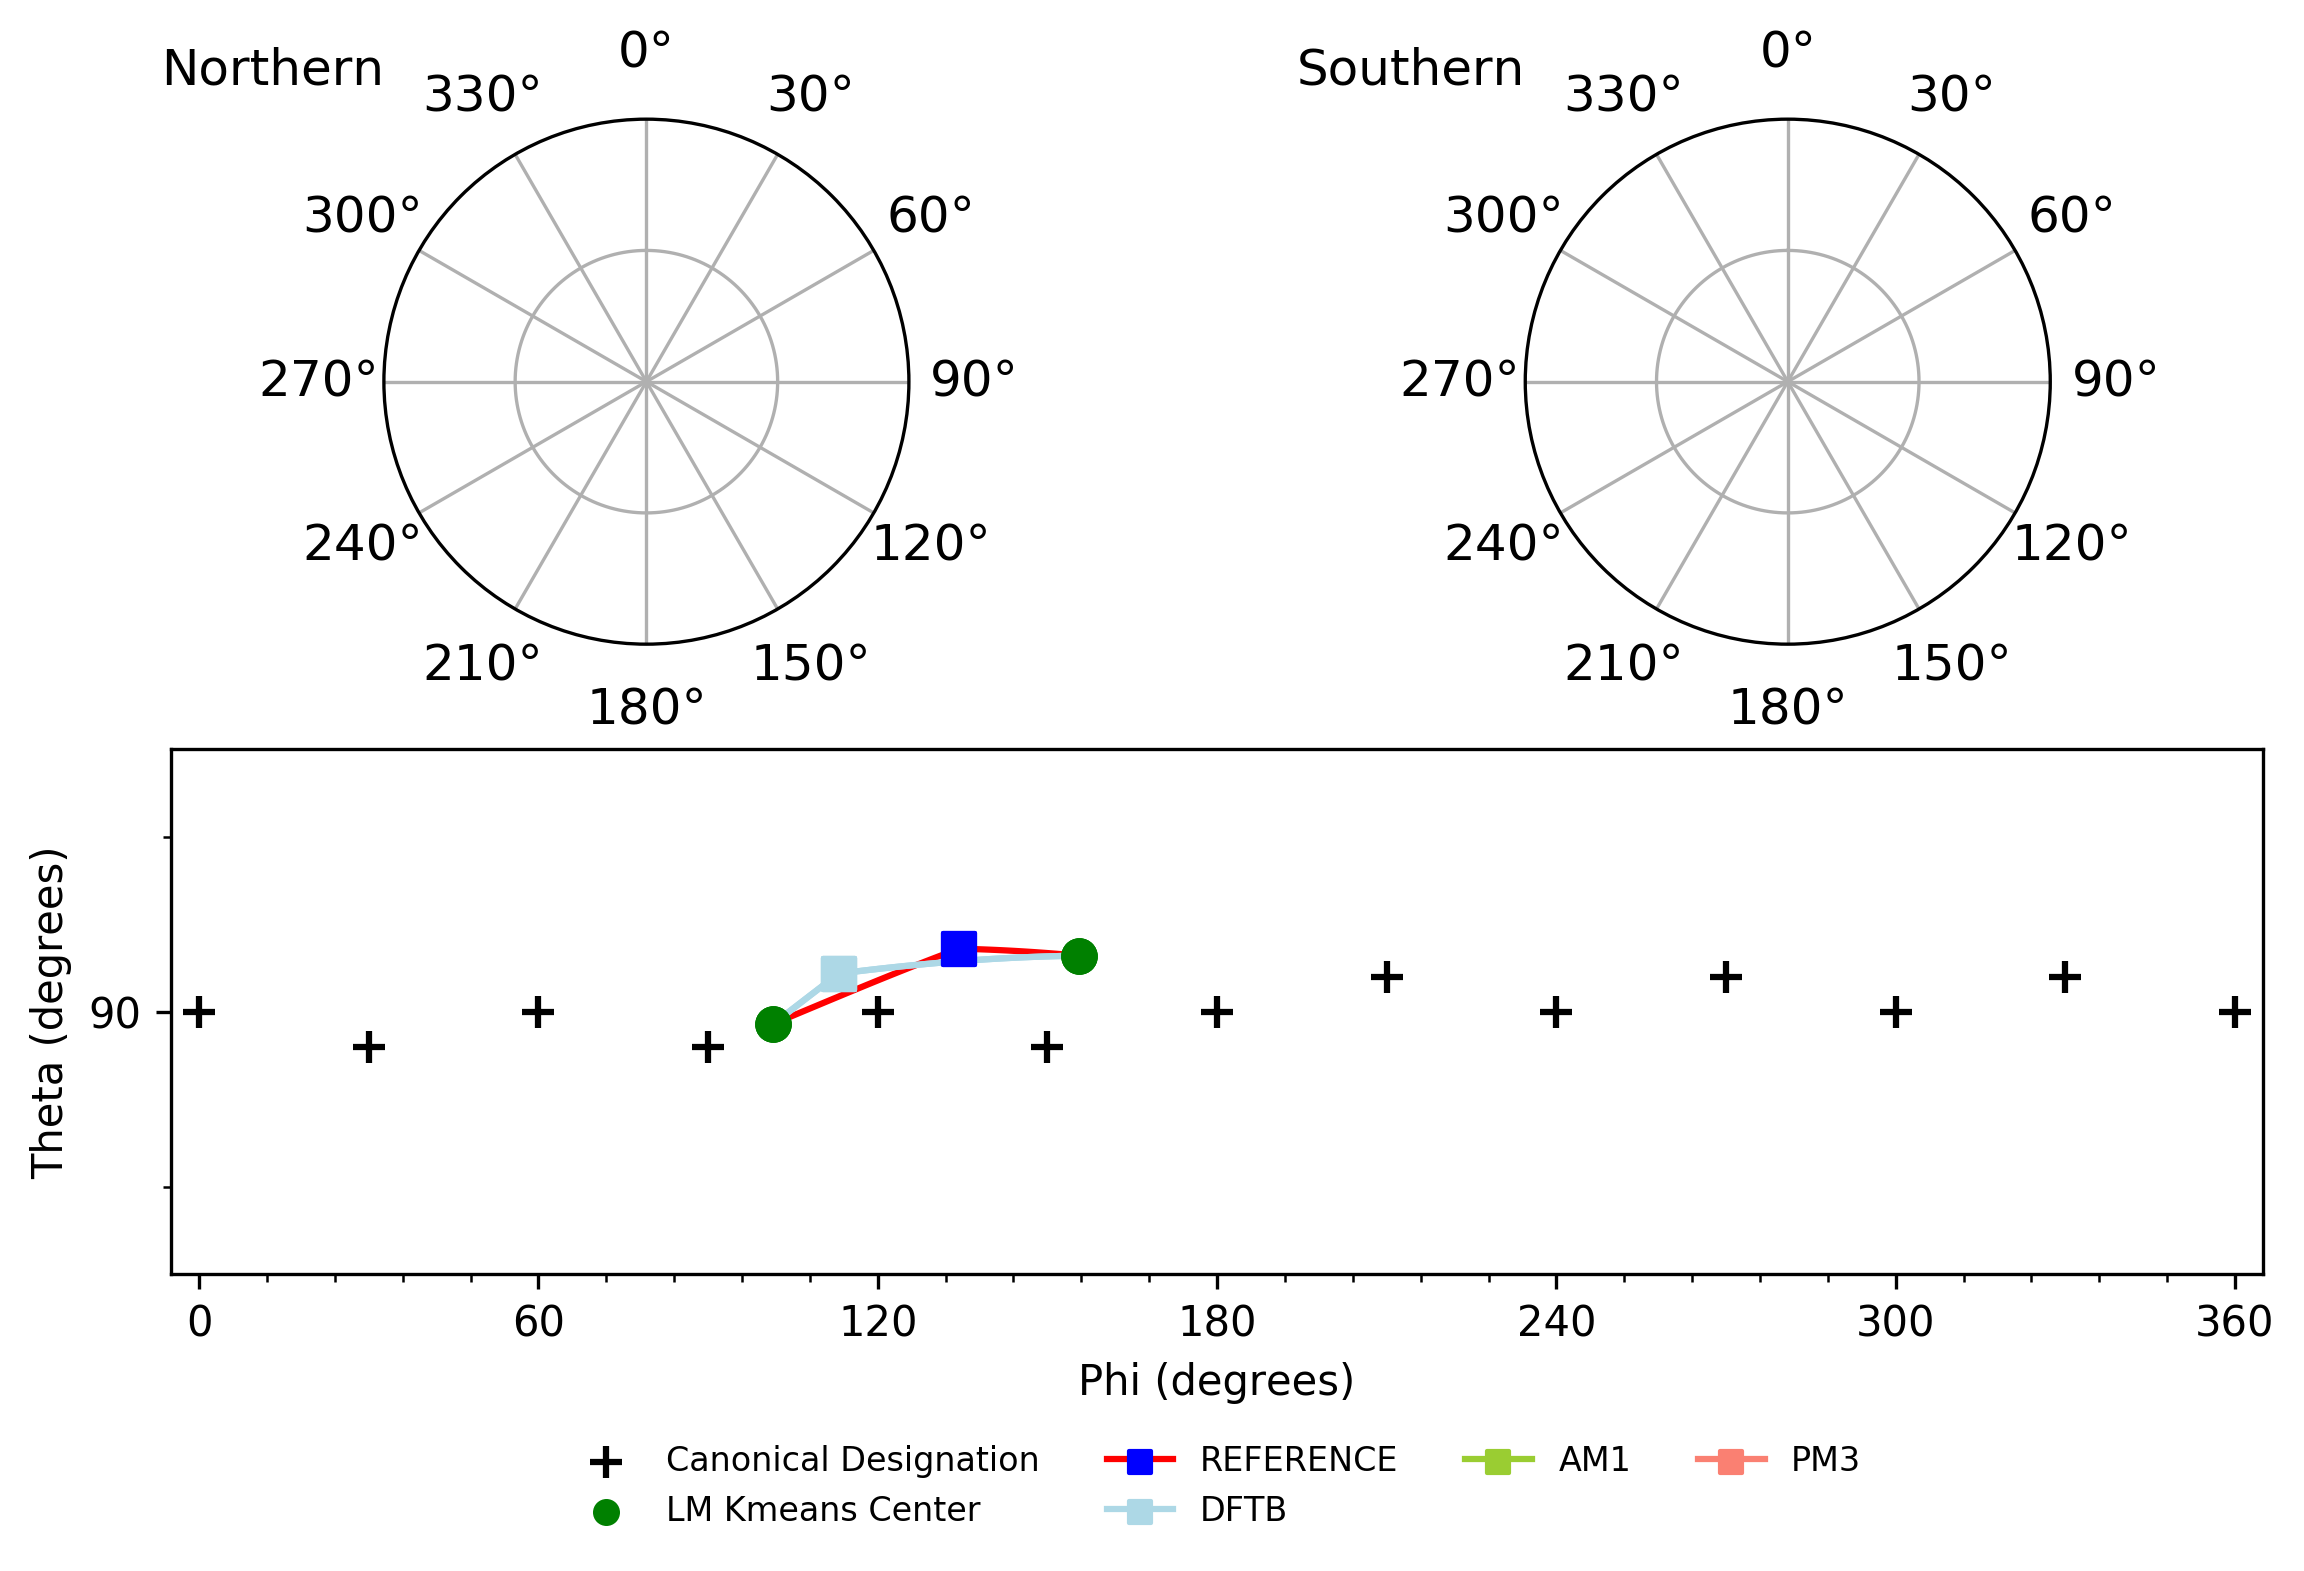 Northern
0°
30°
60°
90°
120°
150°
180°
210°
240°
270°
300°
330°
Southern
0°
30°
60°
90°
120°
150°
180°
210°
240°
270°
300°
330°
Theta (degrees)
90
0 60 120 180 240 300 360
Phi (degrees)
Canonical Designation
LM Kmeans Center
REFERENCE
DFTB
AM1
PM3